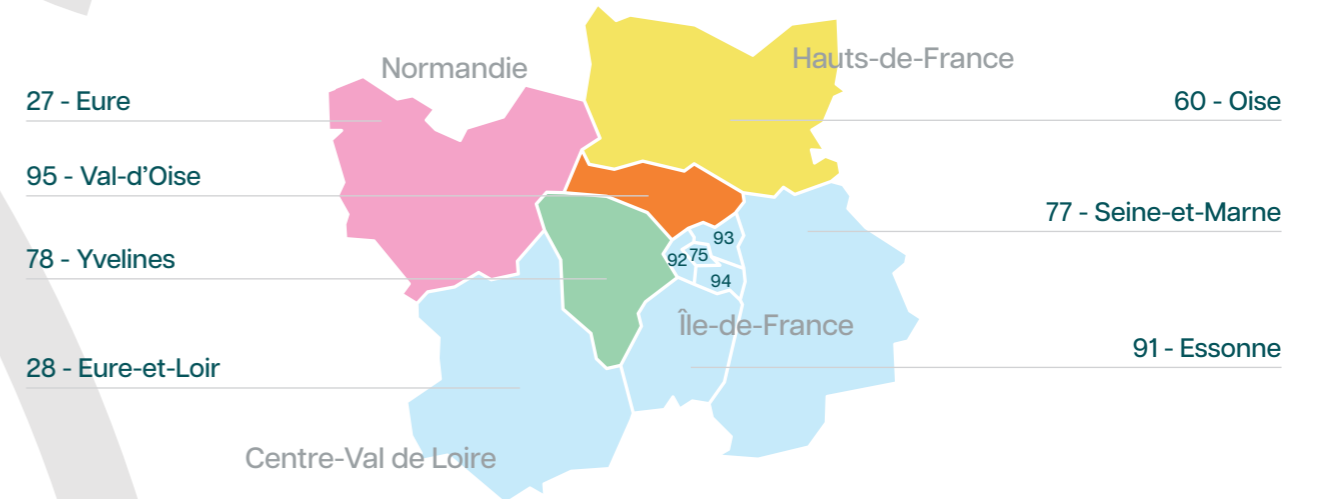 Normandie
Hauts-de-France
27 - Eure
60 - Oise
95 - Val-d’Oise
77 - Seine-et-Marne
93
92
75
78 - Yvelines
94
Île-de-France
91 - Essonne
28 - Eure-et-Loir
Centre-Val de Loire